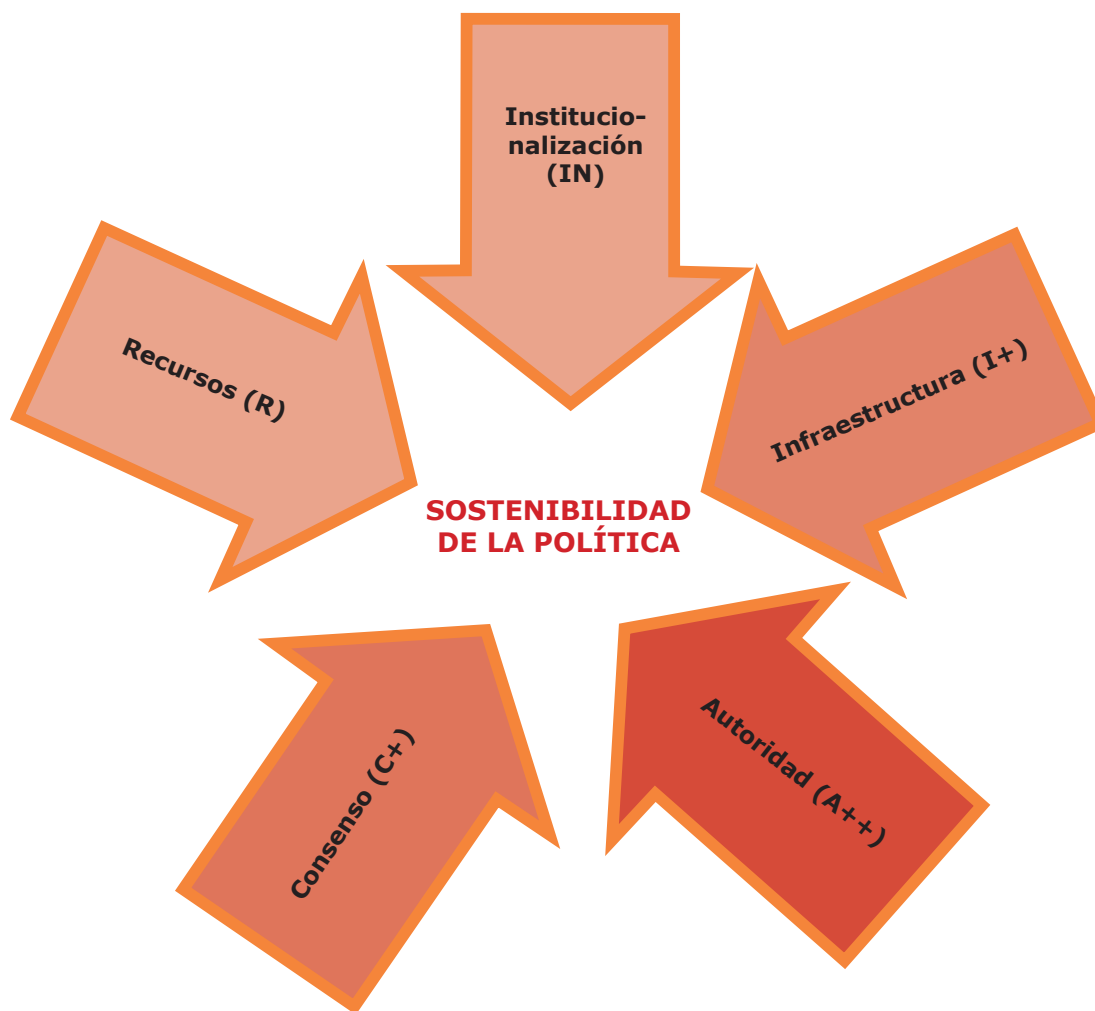 Institucio-
nalización
(IN)
Recursos (R)
Infraestructura (I+)
SOSTENIBILIDAD
DE LA POLÍTICA
Consenso (C+)
Autoridad (A++)